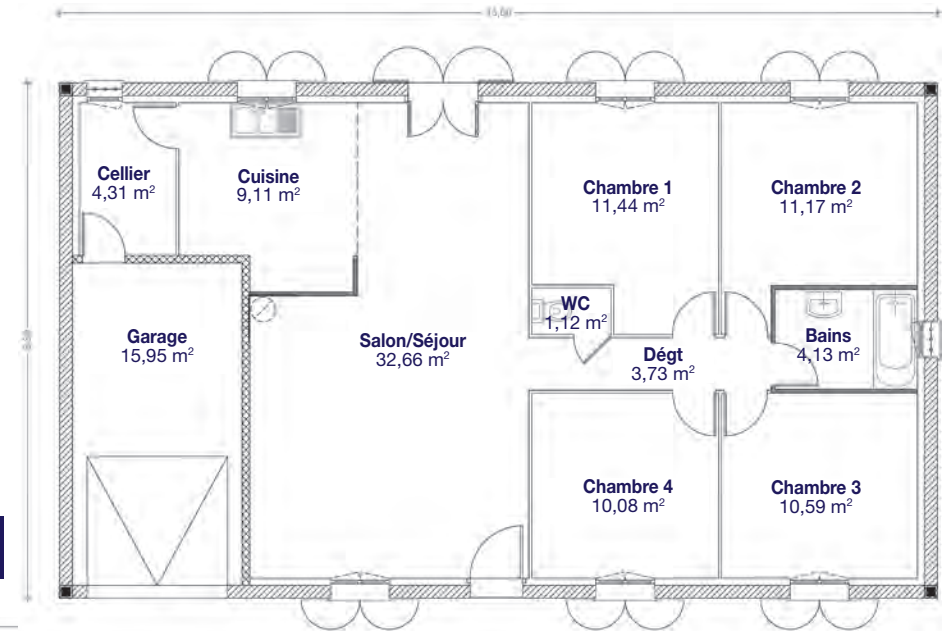 15,00
Cellier
4,31 m²
Cuisine
9,11 m²
Chambre 1
11,44 m²
Chambre 2
11,17 m²
WC
1,12 m²
Garage
15,95 m²
Salon/Séjour
32,66 m²
Dégt
3,73 m²
Bains
4,13 m²
Chambre 4
10,08 m²
Chambre 3
10,59 m²